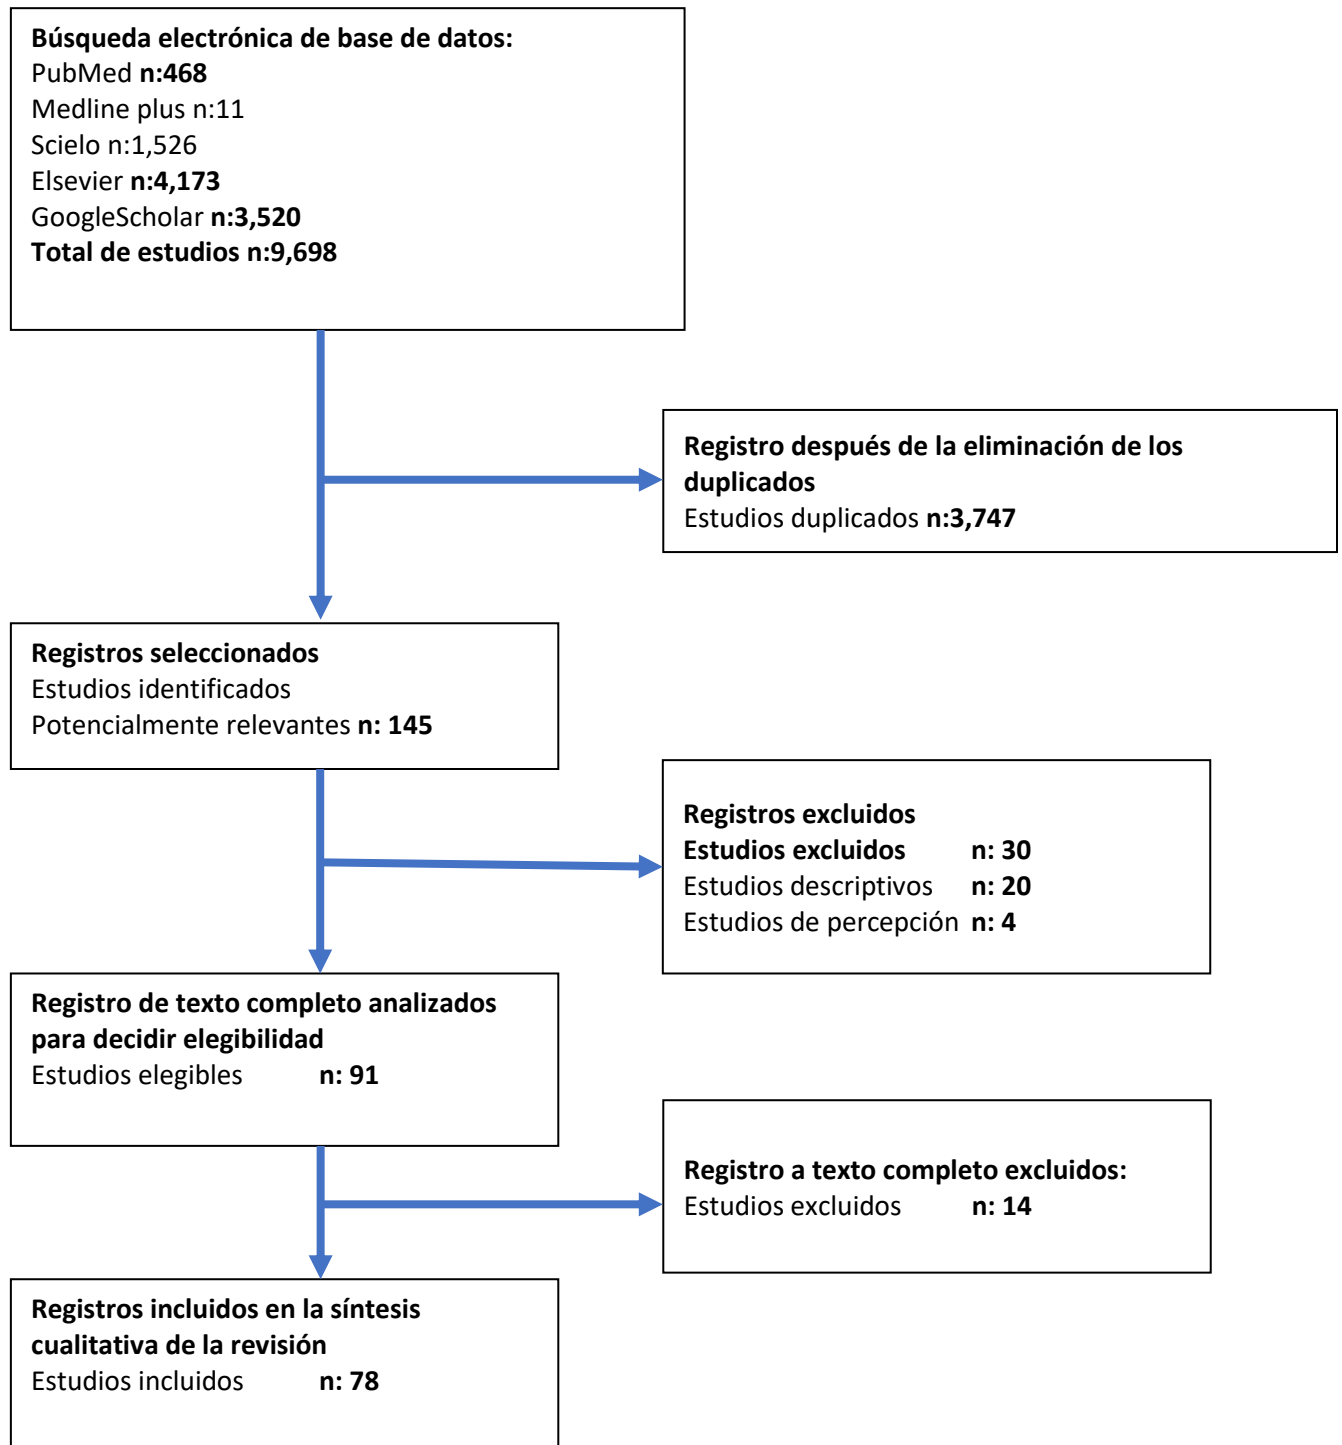 Búsqueda electrónica de base de datos:
PubMed n:468
Medline plus n:11
Scielo n:1,526
Elsevier n:4,173
GoogleScholar n:3,520
Total de estudios n:9,698
Registro después de la eliminación de los
duplicados
Estudios duplicados n:3,747
Registros seleccionados
Estudios identificados
Potencialmente relevantes n: 145
Registros excluidos
Estudios excluidos n: 30
Estudios descriptivos n: 20
Estudios de percepción n: 4
Registro de texto completo analizados
para decidir elegibilidad
Estudios elegibles n: 91
Registro a texto completo excluidos:
Estudios excluidos n: 14
Registros incluidos en la síntesis
cualitativa de la revisión
Estudios incluidos n: 78